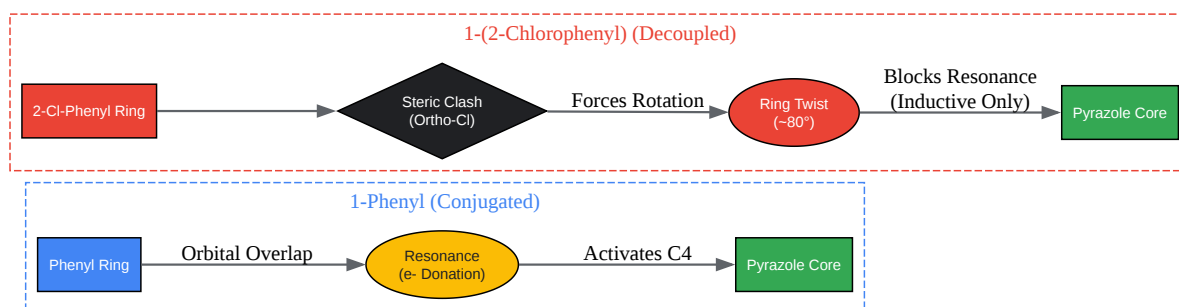 1-(2-Chlorophenyl) (Decoupled)
2-Cl-Phenyl Ring
Steric Clash
(Ortho-Cl)
Forces Rotation
Ring Twist
(~80°)
Blocks Resonance
(Inductive Only)
Pyrazole Core
1-Phenyl (Conjugated)
Phenyl Ring
Orbital Overlap
Resonance
(e- Donation)
Activates C4
Pyrazole Core